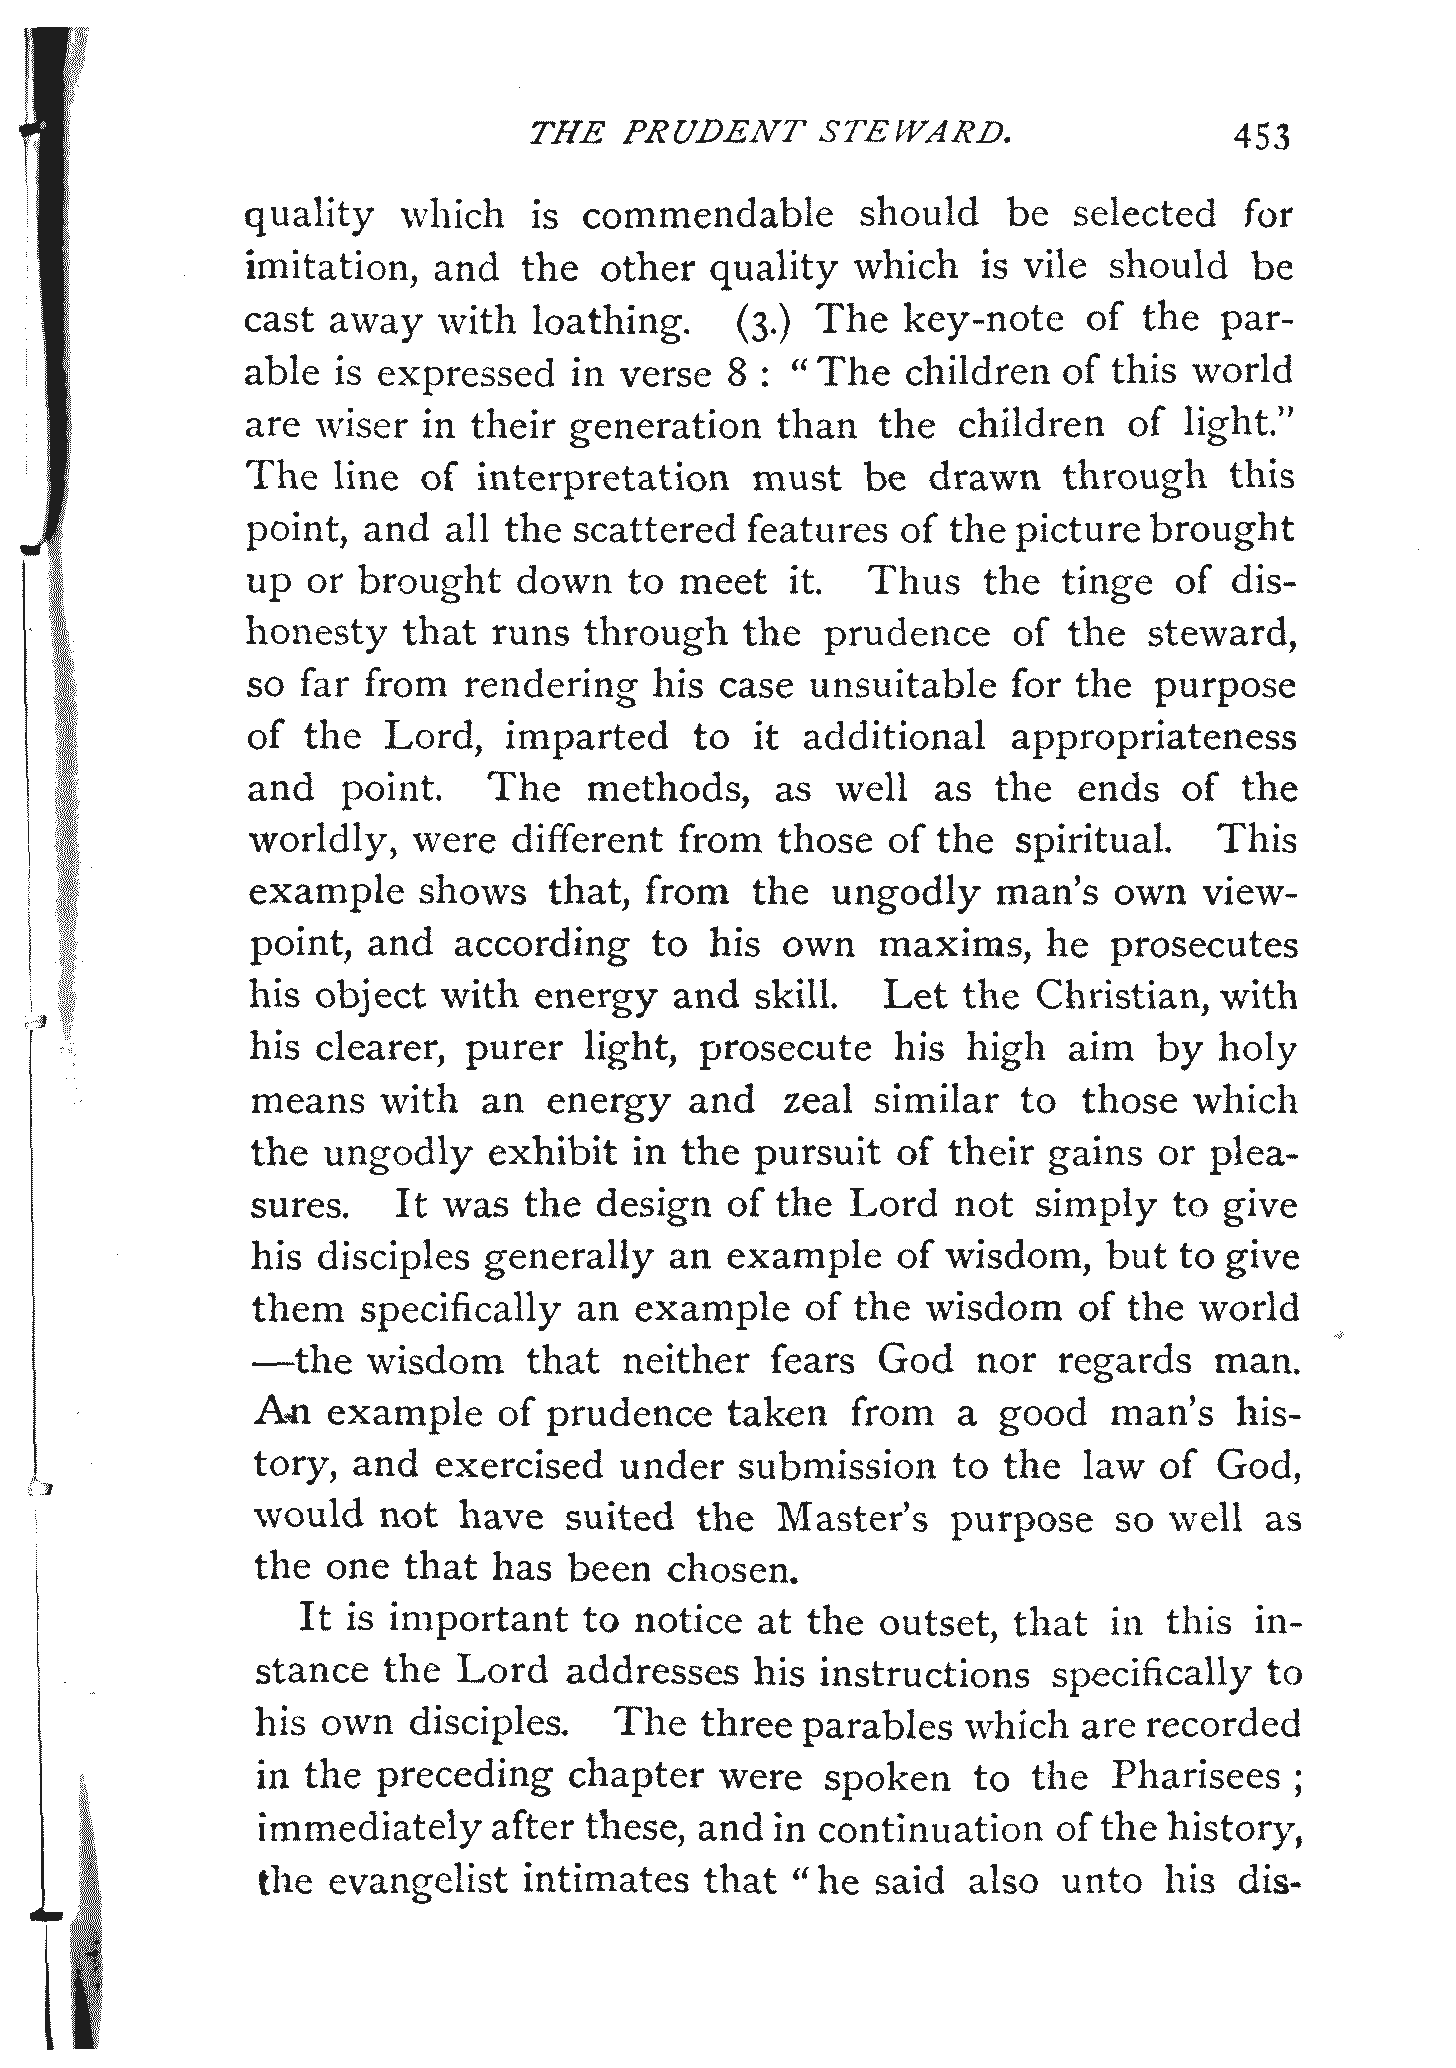 THE PRUDENT STEWARD. 453
quality which is commendable should be selected for
imitation, and the other quality which is vile should be
cast away with loathing. (3.) The key-note of the par-
able is expressed in verse 8 : “ The children of this world
are wiser in their generation than the children of light.”
The line of interpretation must be drawn through this
point, and all the scattered features of the picture brought
up or brought down to meet it. Thus the tinge of dis-
honesty that runs through the prudence of the steward,
so far from rendering his case unsuitable for the purpose
of the Lord, imparted to it additional appropriateness
and point. The methods, as well as the ends of the
worldly, were different from those of the spiritual. This
example shows that, from the ungodly man’s own view-
point, and according to his own maxims, he prosecutes
his object with energy and skill. Let the Christian, with
his clearer, purer light, prosecute his high aim by holy
means with an energy and zeal similar to those which
the ungodly exhibit in the pursuit of their gains or plea-
sures. It was the design of the Lord not simply to give
his disciples generally an example of wisdom, but to give
them specifically an example of the wisdom of the world
—the wisdom that neither fears God nor regards man.
An example of prudence taken from a good man’s his-
tory, and exercised under submission to the law of God,
would not have suited the Master’s purpose so well as
the one that has been chosen.
It is important to notice at the outset, that in this in-
stance the Lord addresses his instructions specifically to
his own disciples. The three parables which are recorded
in the preceding chapter were spoken to the Pharisees ;
immediately after these, and in continuation of the history,
the evangelist intimates that “ he said also unto his dis-